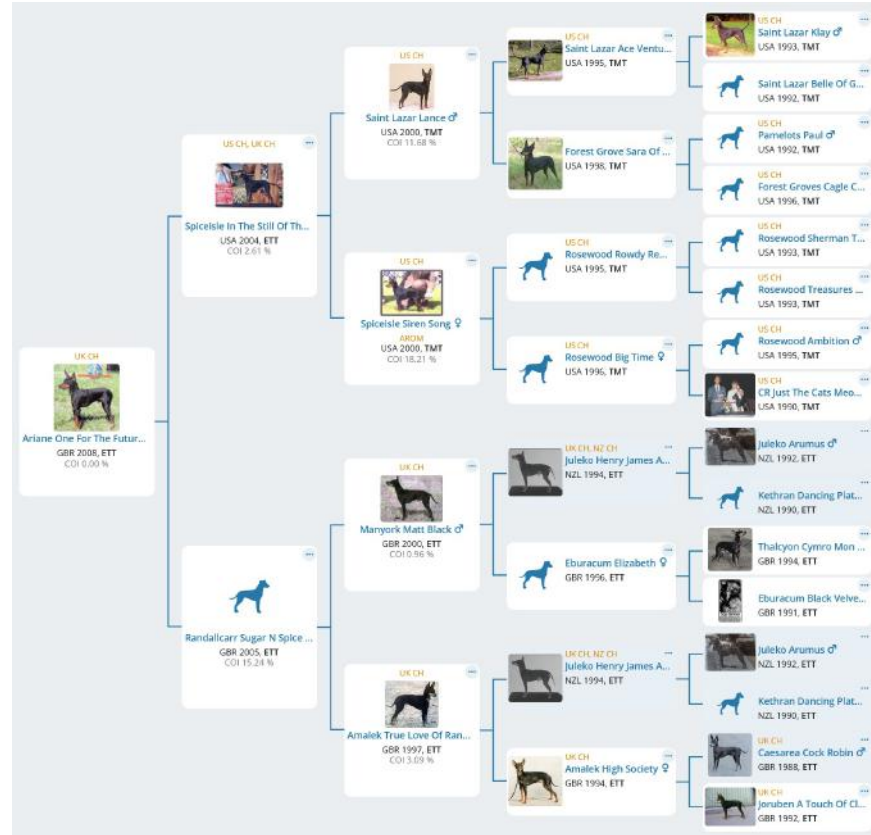 UK CH
Ariane One For The Futur...
GBR 2008, ETT
COI 0.00 %
US CH, UK CH
Spiceisle In The Still Of Th...
USA 2004, ETT
COI 2.61 %
Randallcarr Sugar N Spice ...
GBR 2005, ETT
COI 15.24 %
US CH
Saint Lazar Lance ♂
USA 2000, TMT
COI 11.68 %
US CH
Spiceisle Siren Song ♀
AROM
USA 2000, TMT
COI 18.21 %
UK CH
Manyork Matt Black ♂
GBR 2000, ETT
COI 0.96 %
UK CH
Amalek True Love Of Ran...
GBR 1997, ETT
COI 3.09 %
US CH
Saint Lazar Ace Ventu...
USA 1995, TMT
US CH
Forest Grove Sara Of ...
USA 1998, TMT
US CH
Rosewood Rowdy Re...
USA 1995, TMT
US CH
Rosewood Big Time ♀
USA 1996, TMT
UK CH, NZ CH
Juleko Henry James A...
NZL 1994, ETT
Eburacum Elizabeth ♀
GBR 1996, ETT
UK CH, NZ CH
Juleko Henry James A...
NZL 1994, ETT
UK CH
Amalek High Society ♀
GBR 1994, ETT
US CH
Saint Lazar Klay ♂
USA 1993, TMT
Saint Lazar Belle Of G...
USA 1992, TMT
US CH
Pamelots Paul ♂
USA 1992, TMT
US CH
Forest Groves Cagle C...
USA 1996, TMT
US CH
Rosewood Sherman T...
USA 1993, TMT
US CH
Rosewood Treasures ...
USA 1993, TMT
US CH
Rosewood Ambition ♂
USA 1995, TMT
US CH
CR Just The Cats Meo...
USA 1990, TMT
Juleko Arumus ♂
NZL 1992, ETT
Kethran Dancing Plat...
NZL 1990, ETT
Thalcyon Cymro Mon ...
GBR 1994, ETT
Eburacum Black Velve...
GBR 1991, ETT
Juleko Arumus ♂
NZL 1992, ETT
Kethran Dancing Plat...
NZL 1990, ETT
UK CH
Caesarea Cock Robin ♂
GBR 1988, ETT
UK CH
Joruben A Touch Of Cl...
GBR 1992, ETT